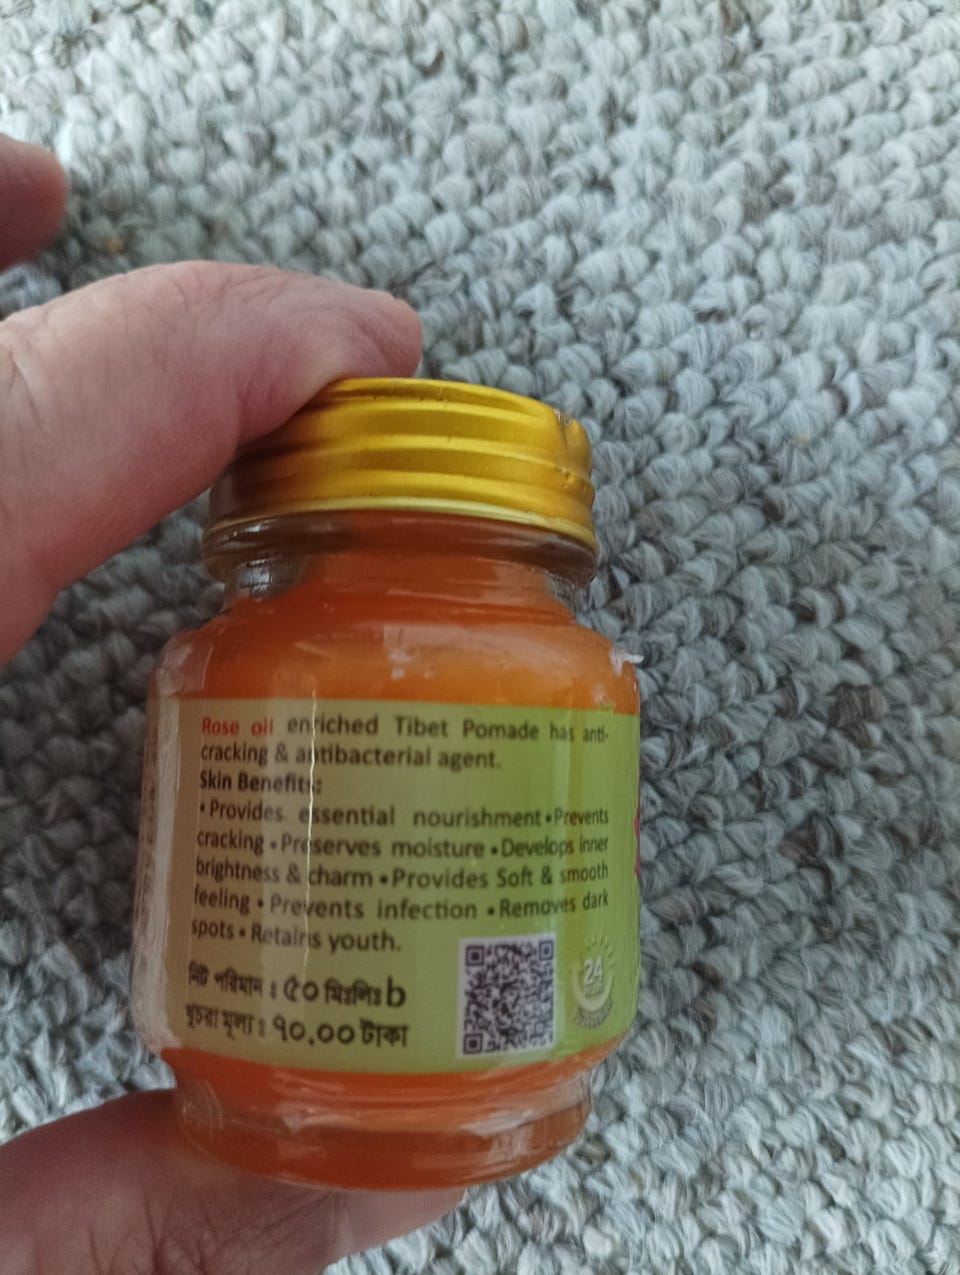 Rose oil enriched Tibet Pomade has anti-
cracking & antibacterial agent.
Skin Benefits:
• Provides essential nourishment • Prevents
cracking • Preserves moisture • Develops inner
brightness & charm • Provides Soft & smooth
feeling • Prevents infection • Removes dark
spots • Retains youth.
নিট পরিমান : ৫০ মিঃলিঃ b
খুচরা মূল্য : ৭০.০০ টাকা
24